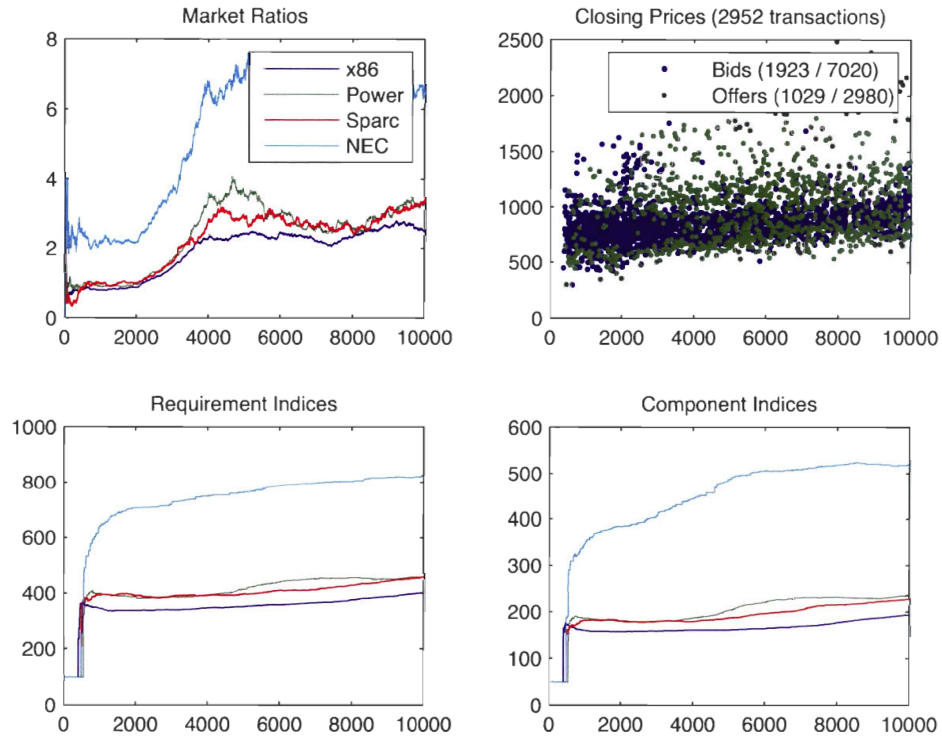 Market Ratios
8
6
4
2
0
x86
Power
Sparc
NEC
0 2000 4000 6000 8000 10000
Closing Prices (2952 transactions)
2500
2000
1500
1000
500
0
Bids (1923 / 7020)
Offers (1029 / 2980)
0 2000 4000 6000 8000 10000
Requirement Indices
1000
800
600
400
200
0
0 2000 4000 6000 8000 10000
Component Indices
600
500
400
300
200
100
0
0 2000 4000 6000 8000 10000